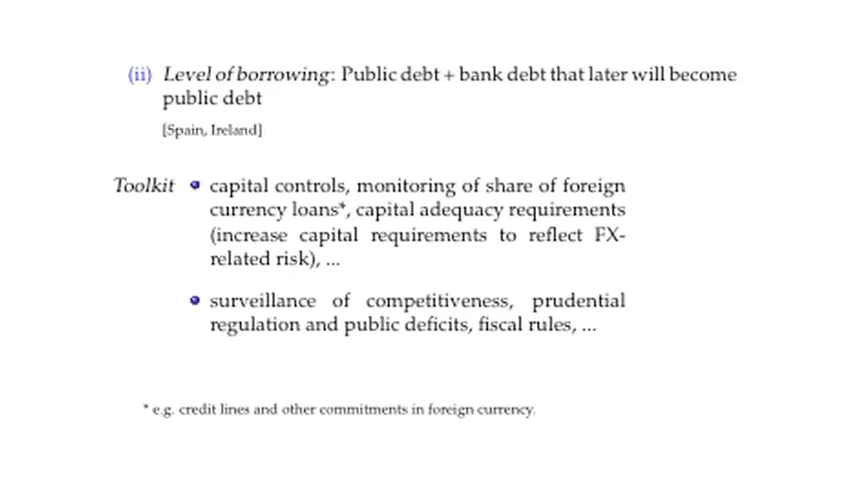 (ii) Level of borrowing: Public debt + bank debt that later will become
public debt
[Spain, Ireland]
Toolkit • capital controls, monitoring of share of foreign
currency loans*, capital adequacy requirements
(increase capital requirements to reflect FX-
related risk), ...
• surveillance of competitiveness, prudential
regulation and public deficits, fiscal rules, ...
* e.g. credit lines and other commitments in foreign currency.